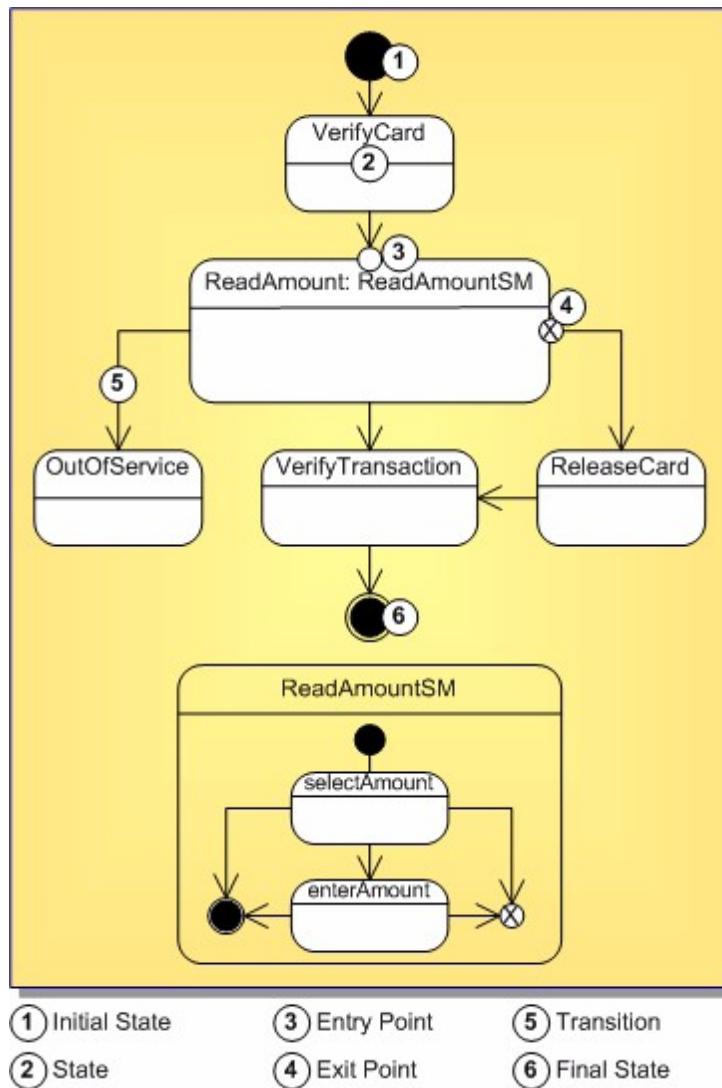 1
VerifyCard
2
3
ReadAmount: ReadAmountSM
4
X
5
OutOfService
VerifyTransaction
ReleaseCard
6
ReadAmountSM
selectAmount
enterAmount
X
1 Initial State
3 Entry Point
5 Transition
2 State
4 Exit Point
6 Final State